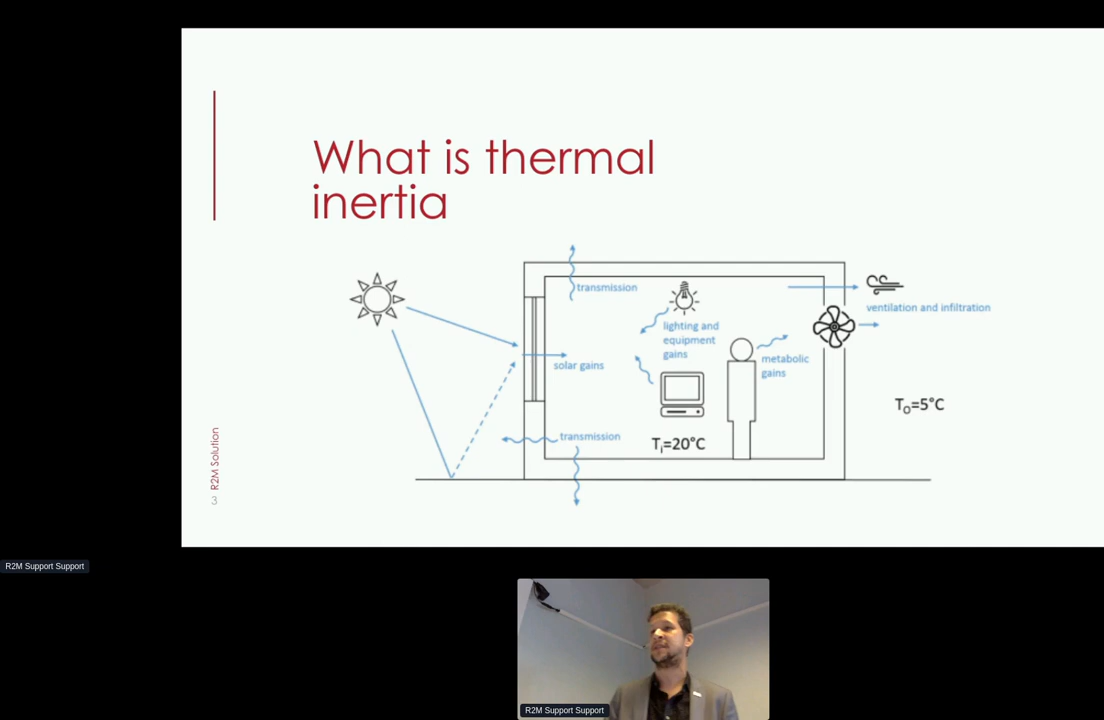 What is thermal
inertia
transmission
lighting and
equipment
gains
solar gains
metabolic
gains
ventilation and infiltration
transmission
Ti=20°C
TO=5°C
R2M Solution
3
R2M Support Support
R2M Support Support